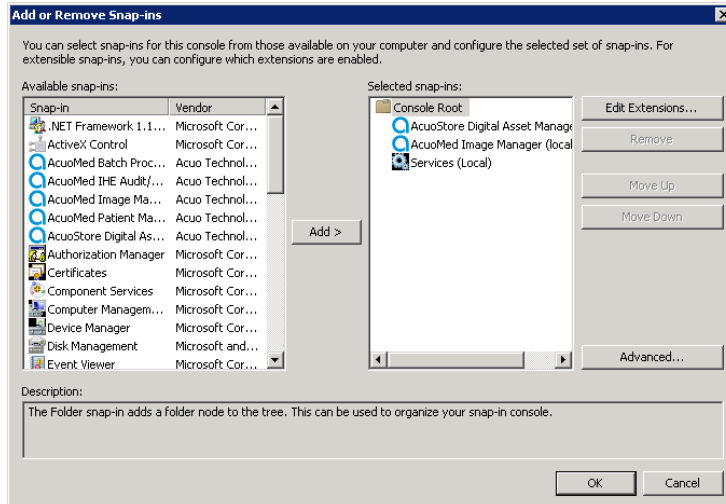 Add or Remove Snap-ins
You can select snap-ins for this console from those available on your computer and configure the selected set of snap-ins. For
extensible snap-ins, you can configure which extensions are enabled.
Available snap-ins:
Snap-in Vendor
.NET Framework 1.1... Microsoft Cor...
ActiveX Control Microsoft Cor...
AcuoMed Batch Proc... Acuo Technol...
AcuoMed IHE Audit/... Acuo Technol...
AcuoMed Image Ma... Acuo Technol...
AcuoMed Patient Ma... Acuo Technol...
AcuoStore Digital As... Acuo Technol...
Authorization Manager Microsoft Cor...
Certificates Microsoft Cor...
Component Services Microsoft Cor...
Computer Managem... Microsoft Cor...
Device Manager Microsoft Cor...
Disk Management Microsoft and...
Event Viewer Microsoft Cor...
Add >
Selected snap-ins:
Console Root
AcuoStore Digital Asset Manage
AcuoMed Image Manager (local
Services (Local)
Edit Extensions...
Remove
Move Up
Move Down
Advanced...
Description:
The Folder snap-in adds a folder node to the tree. This can be used to organize your snap-in console.
OK Cancel